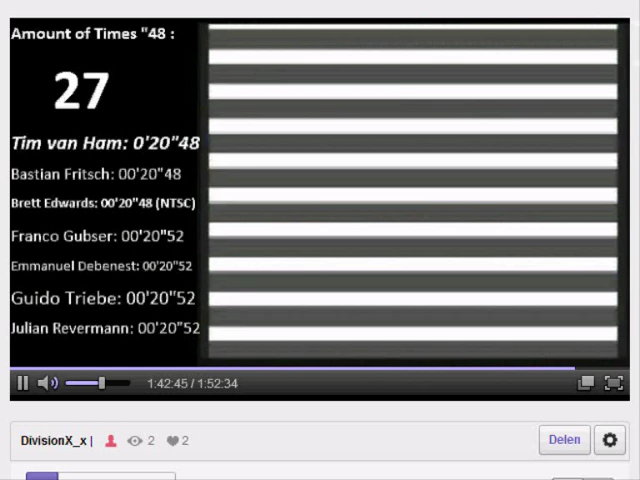 Amount of Times "48 :
27
Tim van Ham: 0'20"48
Bastian Fritsch: 00'20"48
Brett Edwards: 00'20"48 (NTSC)
Franco Gubser: 00'20"52
Emmanuel Debenest: 00'20"52
Guido Triebe: 00'20"52
Julian Revermann: 00'20"52
1:42:45 / 1:52:34
DivisionX_x | 2 2 Delen